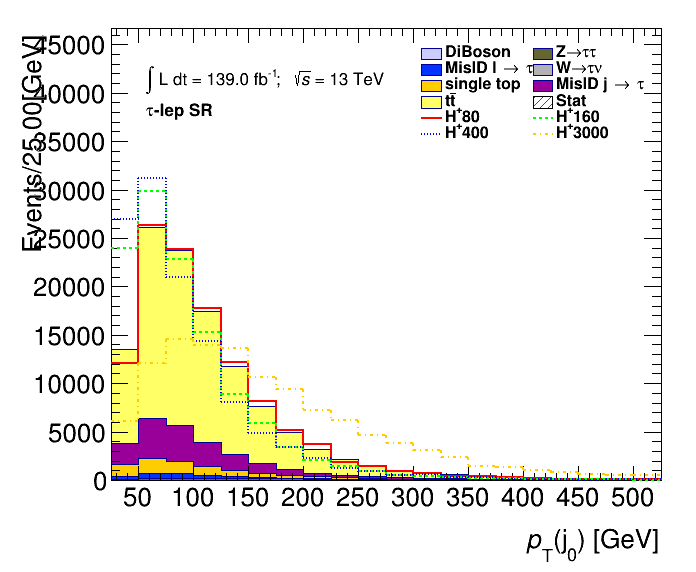 Events/25.00[GeV]
45000
40000
35000
30000
25000
20000
15000
10000
5000
0
∫ L dt = 139.0 fb⁻¹; √s = 13 TeV
τ-lep SR
DiBoson Z→ττ
MisID l → τ W→τν
single top MisID j → τ
tt̄ Stat
H⁺80 H⁺160
H⁺400 H⁺3000
50 100 150 200 250 300 350 400 450 500
p_T(j_0) [GeV]